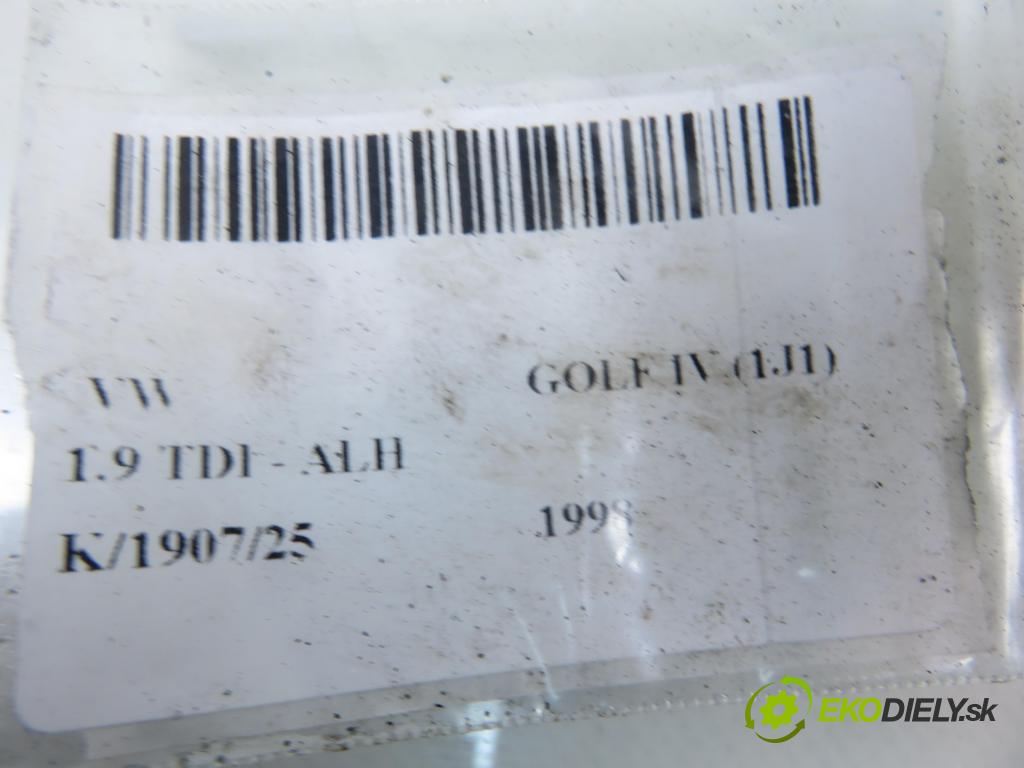 VW GOLF IV (1J1)
1.9 TDI - ALH
K/1907/25 1998
EKODIELY.sk